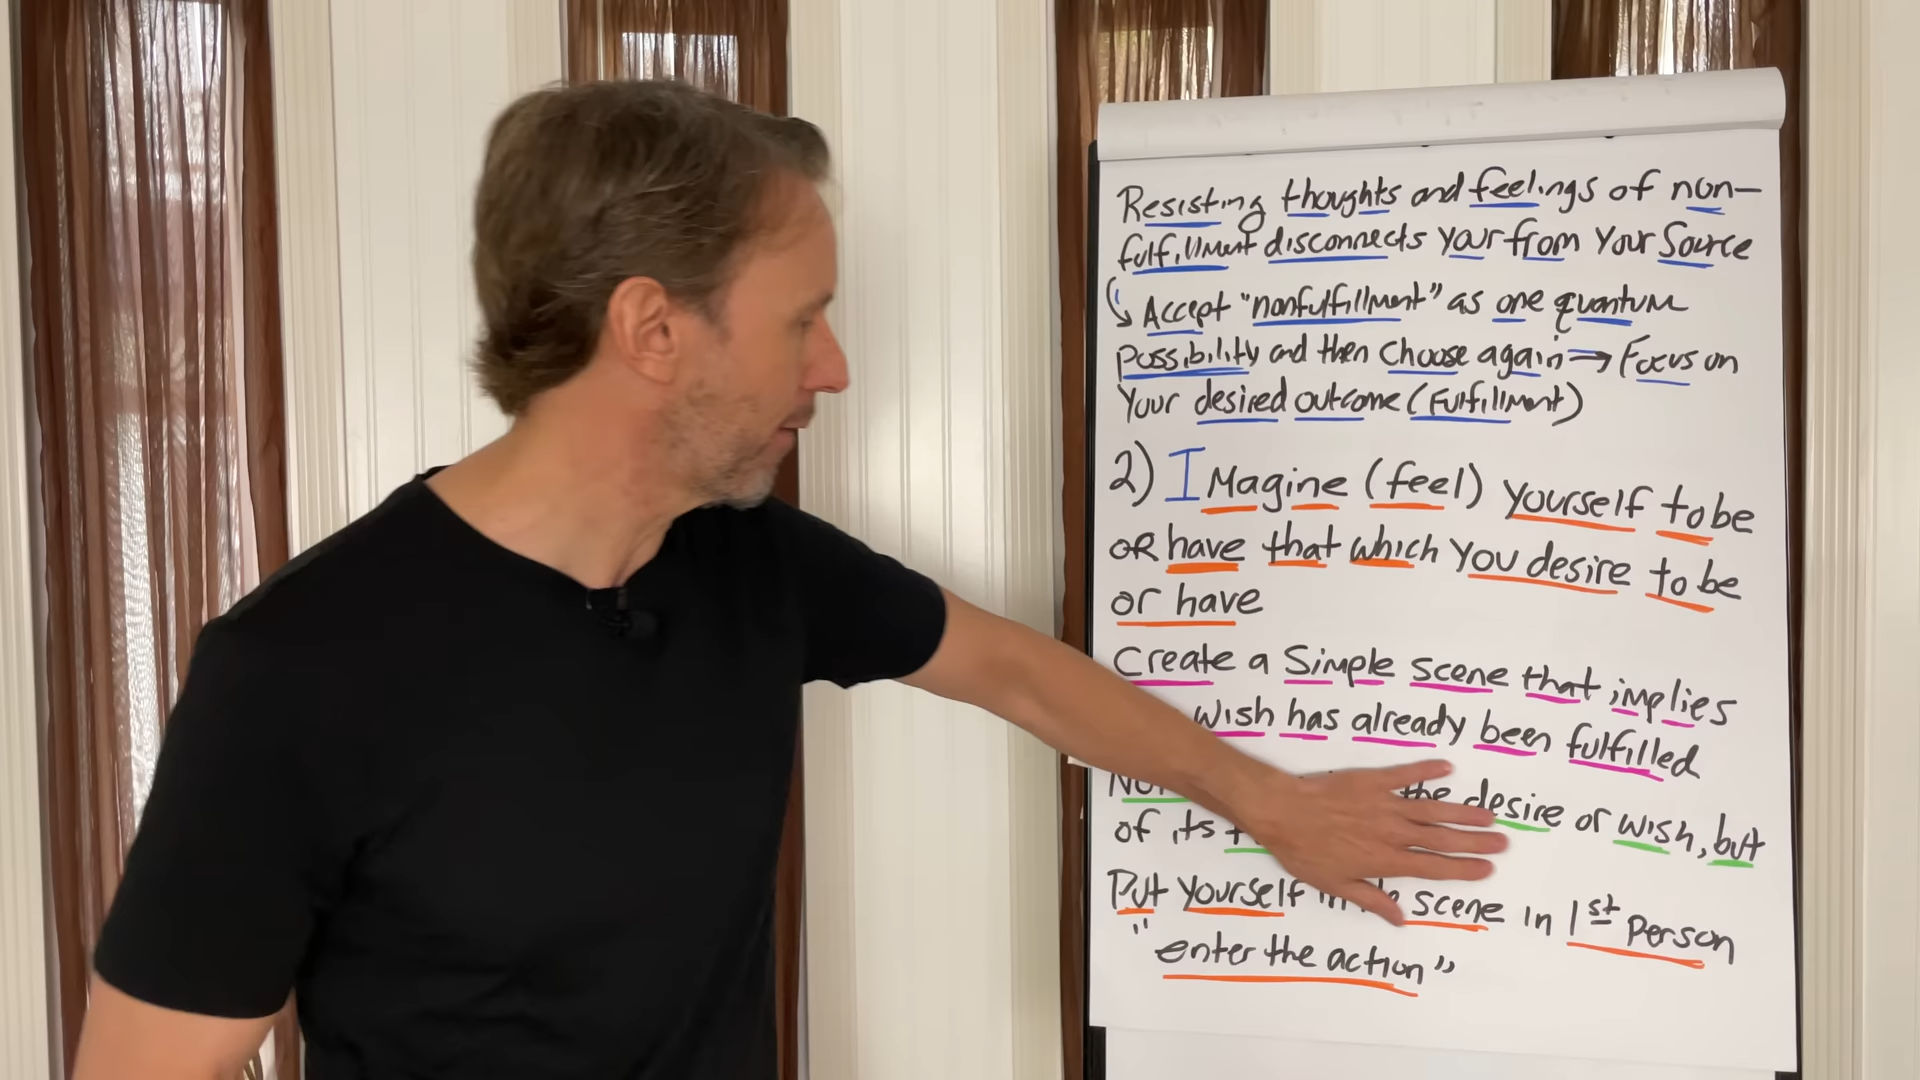 Resisting thoughts and feelings of non-
fulfillment disconnects your from your Source
Accept "nonfulfillment" as one quantum
possibility and then choose again → Focus on
your desired outcome (Fulfillment)
2) Imagine (feel) yourself to be
or have that which you desire to be
or have
Create a simple scene that implies
wish has already been fulfilled
the desire or wish, but
of its
Put yourself scene in 1st person
"enter the action"